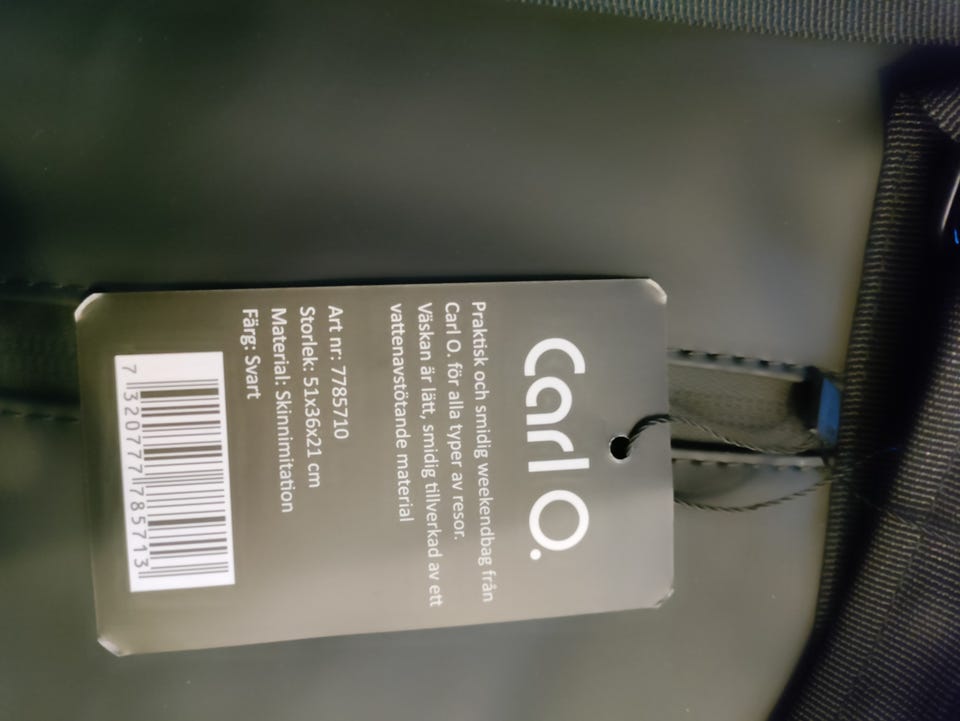 Carl O.
Praktisk och smidig weekendbag från
Carl O. för alla typer av resor.
Väskan är lätt, smidig tillverkad av ett
vattenavstötande material
Art nr: 7785710
Storlek: 51x36x21 cm
Material: Skinnimitation
Färg: Svart
7 320777 785713